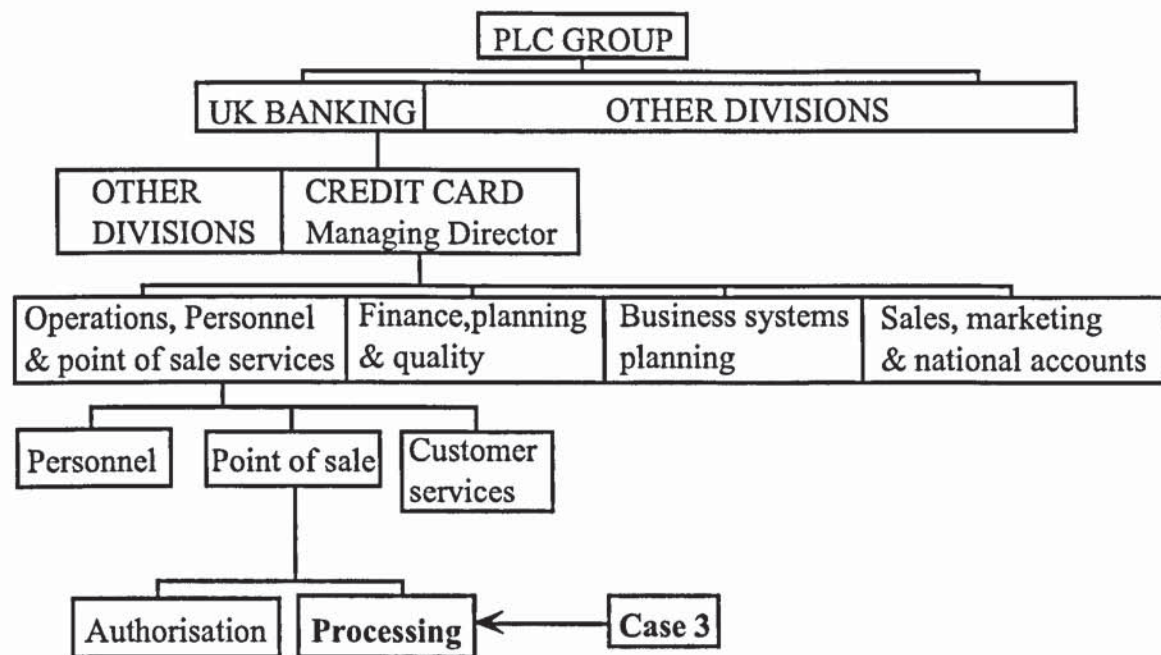 PLC GROUP
UK BANKING
OTHER DIVISIONS
OTHER
DIVISIONS
CREDIT CARD
Managing Director
Operations, Personnel
& point of sale services
Finance,planning
& quality
Business systems
planning
Sales, marketing
& national accounts
Personnel
Point of sale
Customer
services
Authorisation
Processing
Case 3